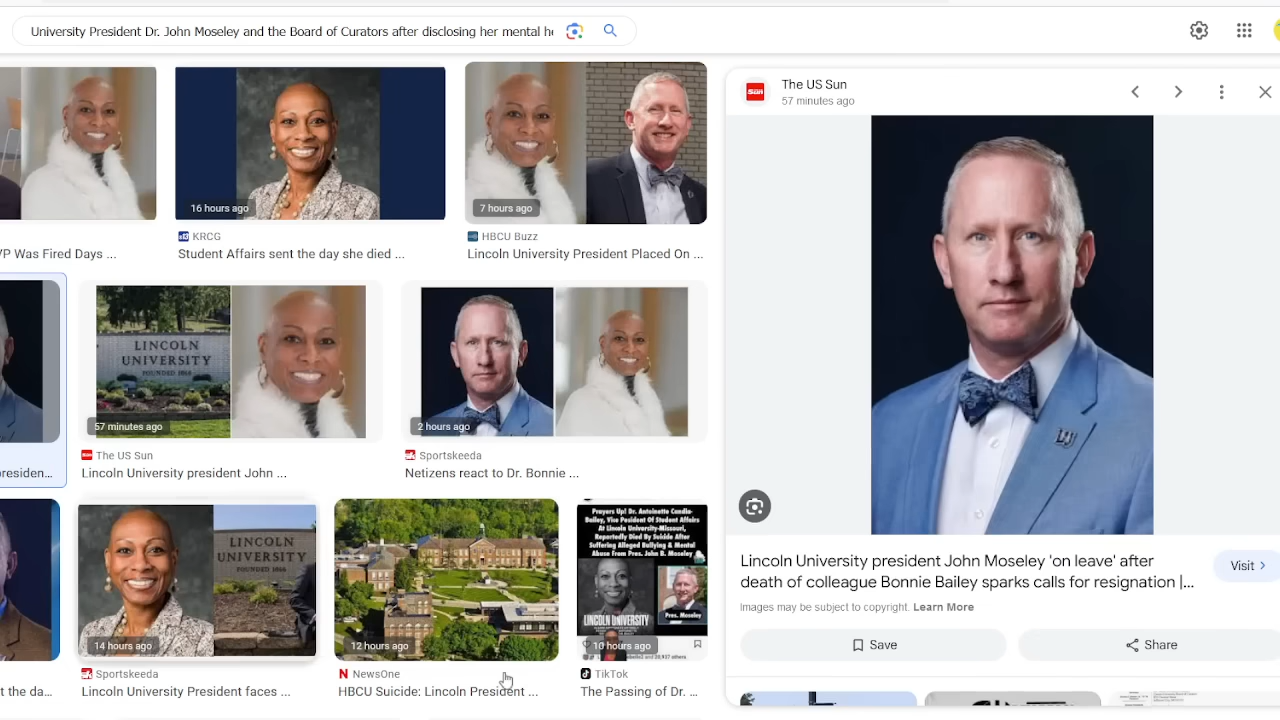 University President Dr. John Moseley and the Board of Curators after disclosing her mental he
The US Sun
57 minutes ago
16 hours ago
7 hours ago
KRCG
HBCU Buzz
VP Was Fired Days ...
Student Affairs sent the day she died ...
Lincoln University President Placed On ...
LINCOLN
UNIVERSITY
FOUNDED 1866
57 minutes ago
2 hours ago
LU
The US Sun
Sportskeeda
presiden...
Lincoln University president John ...
Netizens react to Dr. Bonnie ...
LINCOLN
UNIVERSITY
FOUNDED 1866
Prayers Up! Dr. Antoinette Candia-
Bailey, Vice President Of Student Affairs
At Lincoln University-Missouri,
Reportedly Died By Suicide After
Suffering Alleged Bullying & Mental
Abuse From Pres. John B. Moseley
Pres. Moseley
LINCOLN UNIVERSITY
14 hours ago
12 hours ago
10 hours ago
Sportskeeda
NewsOne
TikTok
t the da...
Lincoln University President faces ...
HBCU Suicide: Lincoln President ...
The Passing of Dr. ...
Lincoln University president John Moseley 'on leave' after
death of colleague Bonnie Bailey sparks calls for resignation |...
Visit
Images may be subject to copyright. Learn More
Save
Share